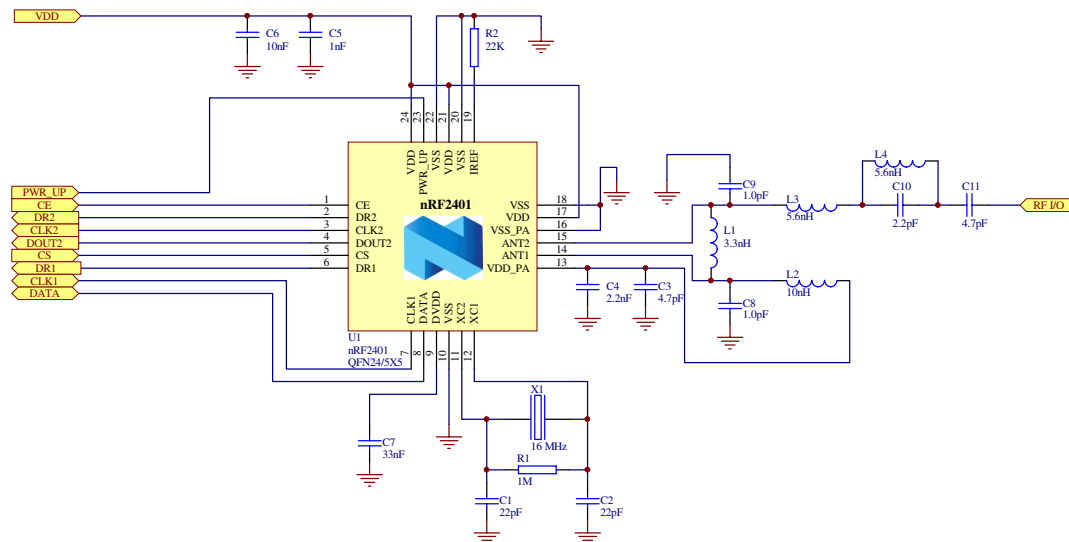 VDD
C6
10nF
C5
1nF
R2
22K
24
23
22
21
20
19
VDD
PWR_UP
VSS
VDD
VSS
IREF
nRF2401
PWR_UP
CE
DR2
CLK2
DOUT2
CS
DR1
CLK1
DATA
1
2
3
4
5
6
CE
DR2
CLK2
DOUT2
CS
DR1
VSS
VDD
VSS_PA
ANT2
ANT1
VDD_PA
18
17
16
15
14
13
CLK1
DATA
DVDD
VSS
XC2
XC1
7
8
9
10
11
12
U1
nRF2401
QFN24/5X5
C9
1.0pF
L4
5.6nH
C10
2.2pF
C11
4.7pF
L3
5.6nH
RF I/O
L1
3.3nH
L2
10nH
C4
2.2nF
C3
4.7pF
C8
1.0pF
X1
16 MHz
C7
33nF
R1
1M
C1
22pF
C2
22pF